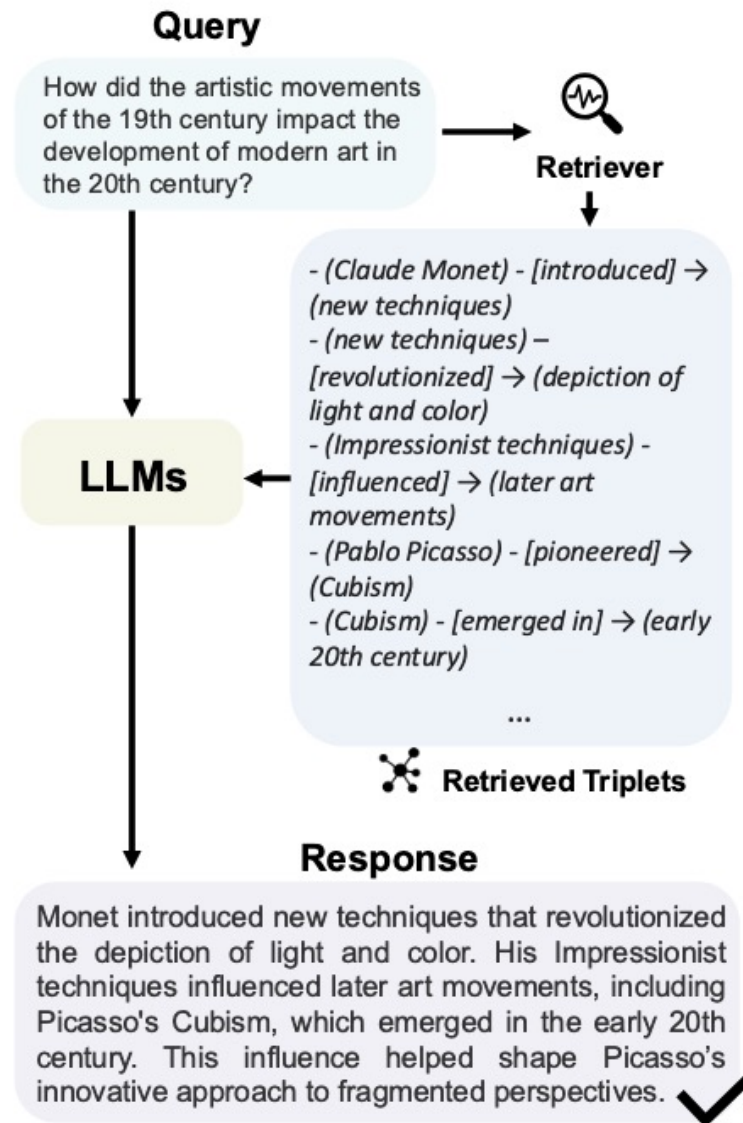 Query
How did the artistic movements
of the 19th century impact the
development of modern art in
the 20th century?
Retriever
- (Claude Monet) - [introduced] →
(new techniques)
- (new techniques) –
[revolutionized] → (depiction of
light and color)
- (Impressionist techniques) -
[influenced] → (later art
movements)
- (Pablo Picasso) - [pioneered] →
(Cubism)
- (Cubism) - [emerged in] → (early
20th century)
...
LLMs
Retrieved Triplets
Response
Monet introduced new techniques that revolutionized
the depiction of light and color. His Impressionist
techniques influenced later art movements, including
Picasso's Cubism, which emerged in the early 20th
century. This influence helped shape Picasso’s
innovative approach to fragmented perspectives.